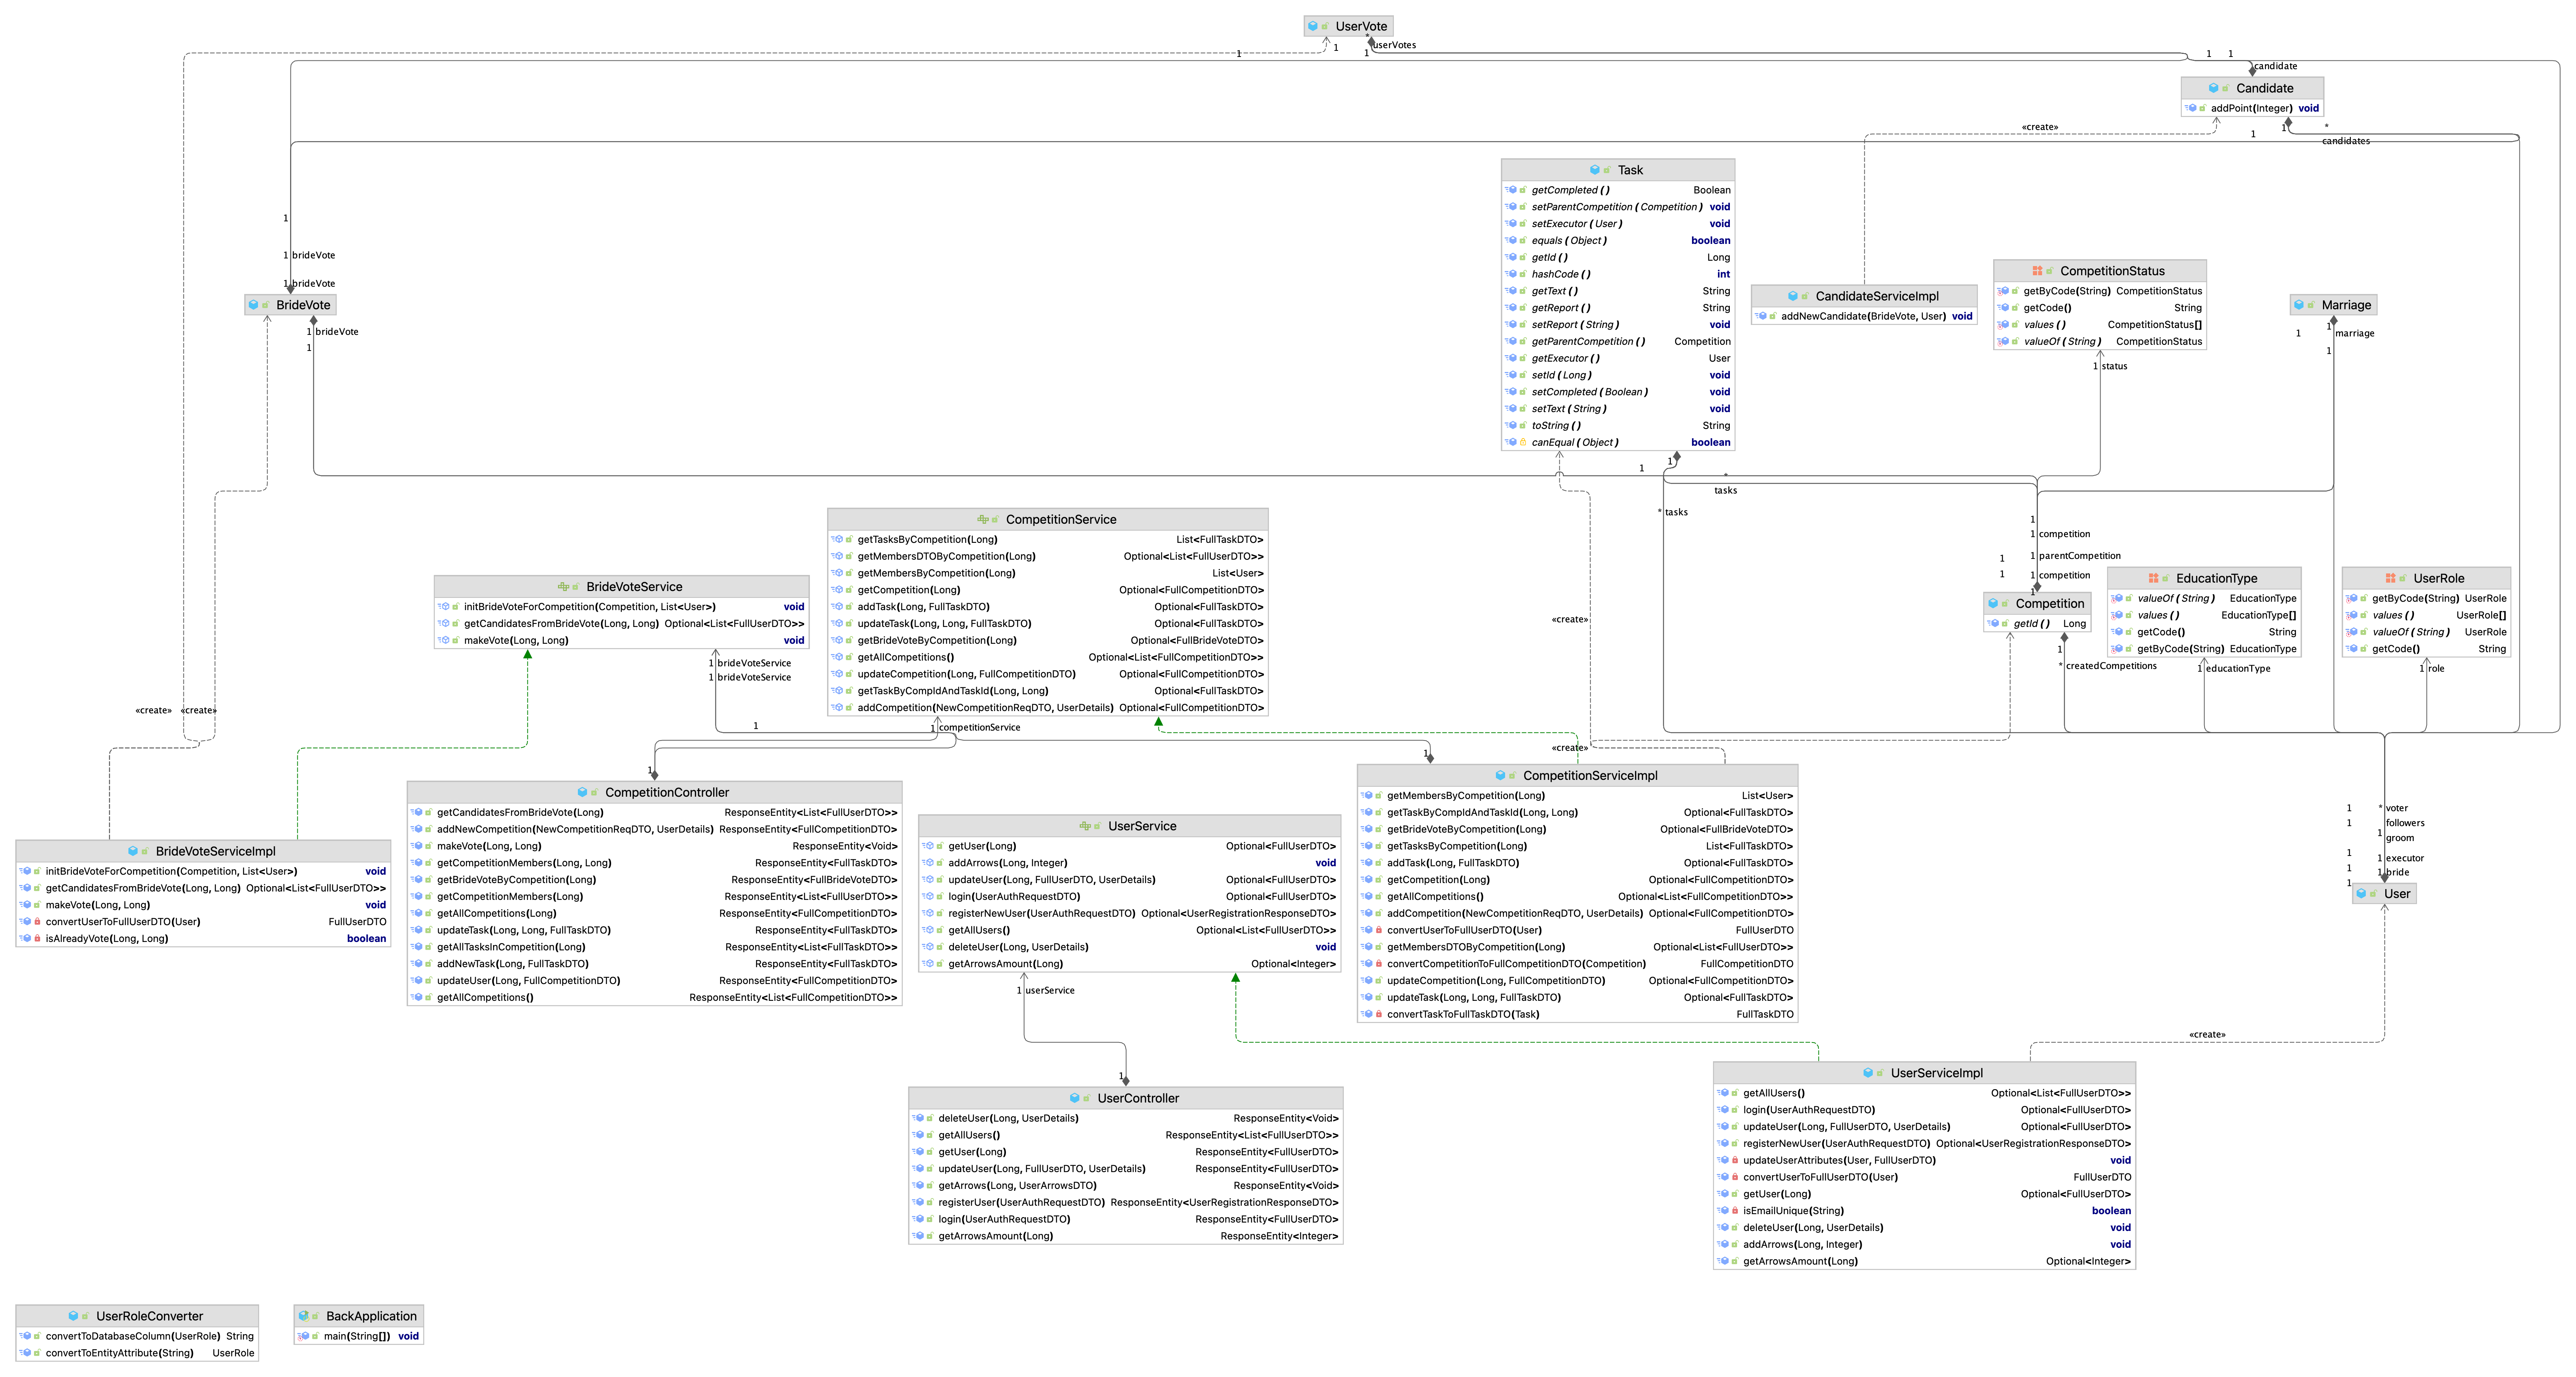 UserVote
1
1
1
*
userVotes
1
1
candidate
Candidate
addPoint(Integer) void
«create»
1
*
1
candidates
Task
getCompleted () Boolean
setParentCompetition (Competition) void
setExecutor (User) void
equals (Object) boolean
getId () Long
hashCode () int
getText () String
getReport () String
setReport (String) void
getParentCompetition () Competition
getExecutor () User
setId (Long) void
setCompleted (Boolean) void
setText (String) void
toString () String
canEqual (Object) boolean
1
1 brideVote
1 brideVote
BrideVote
1 brideVote
1
CandidateServiceImpl
addNewCandidate(BrideVote, User) void
CompetitionStatus
getByCode(String) CompetitionStatus
getCode() String
values () CompetitionStatus[]
valueOf (String) CompetitionStatus
1 status
Marriage
1
1
marriage
1
1
1
*
tasks
* tasks
1
1 competition
1 parentCompetition
1
1
1 competition
1
Competition
getId () Long
1
* createdCompetitions
EducationType
valueOf (String) EducationType
values () EducationType[]
getCode() String
getByCode(String) EducationType
1 educationType
UserRole
getByCode(String) UserRole
values () UserRole[]
valueOf (String) UserRole
getCode() String
1 role
CompetitionService
getTasksByCompetition(Long) List<FullTaskDTO>
getMembersDTOByCompetition(Long) Optional<List<FullUserDTO>>
getMembersByCompetition(Long) List<User>
getCompetition(Long) Optional<FullCompetitionDTO>
addTask(Long, FullTaskDTO) Optional<FullTaskDTO>
updateTask(Long, Long, FullTaskDTO) Optional<FullTaskDTO>
getBrideVoteByCompetition(Long) Optional<FullBrideVoteDTO>
getAllCompetitions() Optional<List<FullCompetitionDTO>>
updateCompetition(Long, FullCompetitionDTO) Optional<FullCompetitionDTO>
getTaskByCompIdAndTaskId(Long, Long) Optional<FullTaskDTO>
addCompetition(NewCompetitionReqDTO, UserDetails) Optional<FullCompetitionDTO>
BrideVoteService
initBrideVoteForCompetition(Competition, List<User>) void
getCandidatesFromBrideVote(Long, Long) Optional<List<FullUserDTO>>
makeVote(Long, Long) void
1 brideVoteService
1 brideVoteService
«create»
«create»
«create»
«create»
1
1 competitionService
1
1
CompetitionController
getCandidatesFromBrideVote(Long) ResponseEntity<List<FullUserDTO>>
addNewCompetition(NewCompetitionReqDTO, UserDetails) ResponseEntity<FullCompetitionDTO>
makeVote(Long, Long) ResponseEntity<Void>
getCompetitionMembers(Long, Long) ResponseEntity<FullTaskDTO>
getBrideVoteByCompetition(Long) ResponseEntity<FullBrideVoteDTO>
getCompetitionMembers(Long) ResponseEntity<List<FullUserDTO>>
getAllCompetitions(Long) ResponseEntity<FullCompetitionDTO>
updateTask(Long, Long, FullTaskDTO) ResponseEntity<FullTaskDTO>
getAllTasksInCompetition(Long) ResponseEntity<List<FullTaskDTO>>
addNewTask(Long, FullTaskDTO) ResponseEntity<FullTaskDTO>
updateUser(Long, FullCompetitionDTO) ResponseEntity<FullCompetitionDTO>
getAllCompetitions() ResponseEntity<List<FullCompetitionDTO>>
CompetitionServiceImpl
getMembersByCompetition(Long) List<User>
getTaskByCompIdAndTaskId(Long, Long) Optional<FullTaskDTO>
getBrideVoteByCompetition(Long) Optional<FullBrideVoteDTO>
getTasksByCompetition(Long) List<FullTaskDTO>
addTask(Long, FullTaskDTO) Optional<FullTaskDTO>
getCompetition(Long) Optional<FullCompetitionDTO>
getAllCompetitions() Optional<List<FullCompetitionDTO>>
addCompetition(NewCompetitionReqDTO, UserDetails) Optional<FullCompetitionDTO>
convertUserToFullUserDTO(User) FullUserDTO
getMembersDTOByCompetition(Long) Optional<List<FullUserDTO>>
convertCompetitionToFullCompetitionDTO(Competition) FullCompetitionDTO
updateCompetition(Long, FullCompetitionDTO) Optional<FullCompetitionDTO>
updateTask(Long, Long, FullTaskDTO) Optional<FullTaskDTO>
convertTaskToFullTaskDTO(Task) FullTaskDTO
BrideVoteServiceImpl
initBrideVoteForCompetition(Competition, List<User>) void
getCandidatesFromBrideVote(Long, Long) Optional<List<FullUserDTO>>
makeVote(Long, Long) void
convertUserToFullUserDTO(User) FullUserDTO
isAlreadyVote(Long, Long) boolean
UserService
getUser(Long) Optional<FullUserDTO>
addArrows(Long, Integer) void
updateUser(Long, FullUserDTO, UserDetails) Optional<FullUserDTO>
login(UserAuthRequestDTO) Optional<FullUserDTO>
registerNewUser(UserAuthRequestDTO) Optional<UserRegistrationResponseDTO>
getAllUsers() Optional<List<FullUserDTO>>
deleteUser(Long, UserDetails) void
getArrowsAmount(Long) Optional<Integer>
1 userService
1
1 * voter
1 followers
1 groom
1 1 executor
1 1 bride
1
User
«create»
UserController
deleteUser(Long, UserDetails) ResponseEntity<Void>
getAllUsers() ResponseEntity<List<FullUserDTO>>
getUser(Long) ResponseEntity<FullUserDTO>
updateUser(Long, FullUserDTO, UserDetails) ResponseEntity<FullUserDTO>
getArrows(Long, UserArrowsDTO) ResponseEntity<Void>
registerUser(UserAuthRequestDTO) ResponseEntity<UserRegistrationResponseDTO>
login(UserAuthRequestDTO) ResponseEntity<FullUserDTO>
getArrowsAmount(Long) ResponseEntity<Integer>
UserServiceImpl
getAllUsers() Optional<List<FullUserDTO>>
login(UserAuthRequestDTO) Optional<FullUserDTO>
updateUser(Long, FullUserDTO, UserDetails) Optional<FullUserDTO>
registerNewUser(UserAuthRequestDTO) Optional<UserRegistrationResponseDTO>
updateUserAttributes(User, FullUserDTO) void
convertUserToFullUserDTO(User) FullUserDTO
getUser(Long) Optional<FullUserDTO>
isEmailUnique(String) boolean
deleteUser(Long, UserDetails) void
addArrows(Long, Integer) void
getArrowsAmount(Long) Optional<Integer>
UserRoleConverter
convertToDatabaseColumn(UserRole) String
convertToEntityAttribute(String) UserRole
BackApplication
main(String[]) void